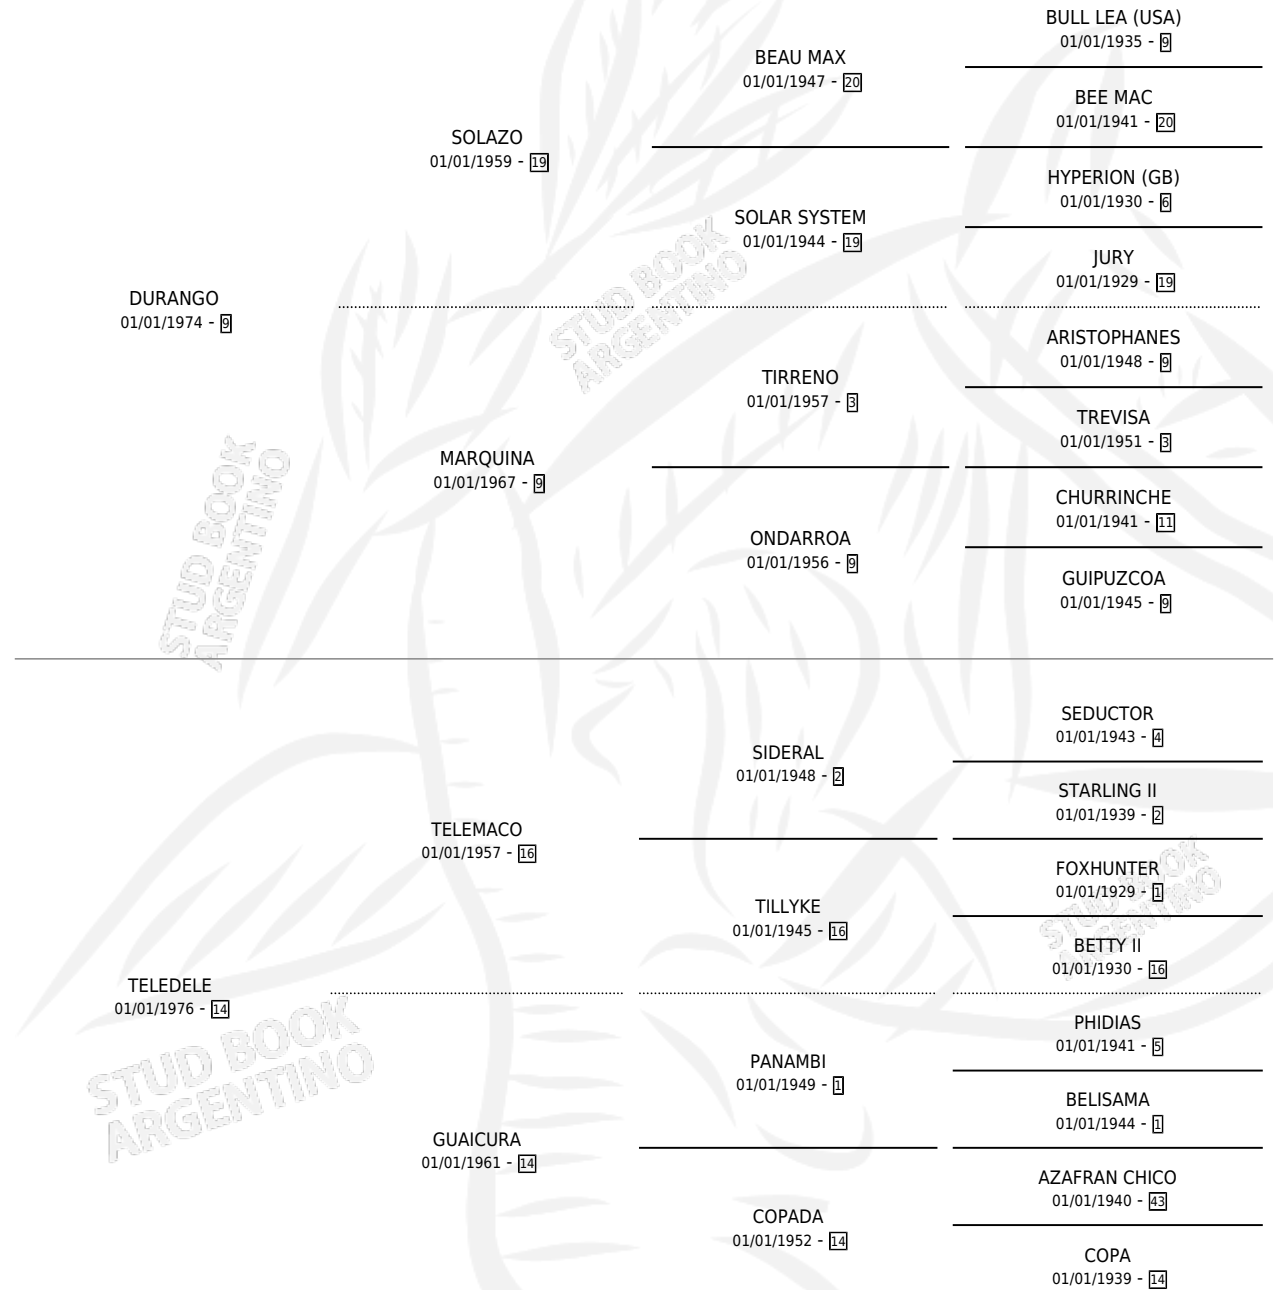 BULL LEA (USA)
01/01/1935 - 9
BEAU MAX
01/01/1947 - 20
BEE MAC
01/01/1941 - 20
SOLAZO
01/01/1959 - 19
HYPERION (GB)
01/01/1930 - 6
SOLAR SYSTEM
01/01/1944 - 19
JURY
01/01/1929 - 19
DURANGO
01/01/1974 - 9
ARISTOPHANES
01/01/1948 - 9
TIRRENO
01/01/1957 - 3
TREVISA
01/01/1951 - 3
MARQUINA
01/01/1967 - 9
CHURRINCHE
01/01/1941 - 11
ONDARROA
01/01/1956 - 9
GUIPUZCOA
01/01/1945 - 9
STUD BOOK
ARGENTINO
STUD BOOK
ARGENTINO
SEDUCTOR
01/01/1943 - 4
SIDERAL
01/01/1948 - 2
STARLING II
01/01/1939 - 2
TELEMACO
01/01/1957 - 16
FOXHUNTER
01/01/1929 - 1
TILLYKE
01/01/1945 - 16
BETTY II
01/01/1930 - 16
STUD BOOK
ARGENTINO
TELEDELE
01/01/1976 - 14
PHIDIAS
01/01/1941 - 5
PANAMBI
01/01/1949 - 1
BELISAMA
01/01/1944 - 1
GUAICURA
01/01/1961 - 14
AZAFRAN CHICO
01/01/1940 - 43
COPADA
01/01/1952 - 14
COPA
01/01/1939 - 14
STUD BOOK
ARGENTINO